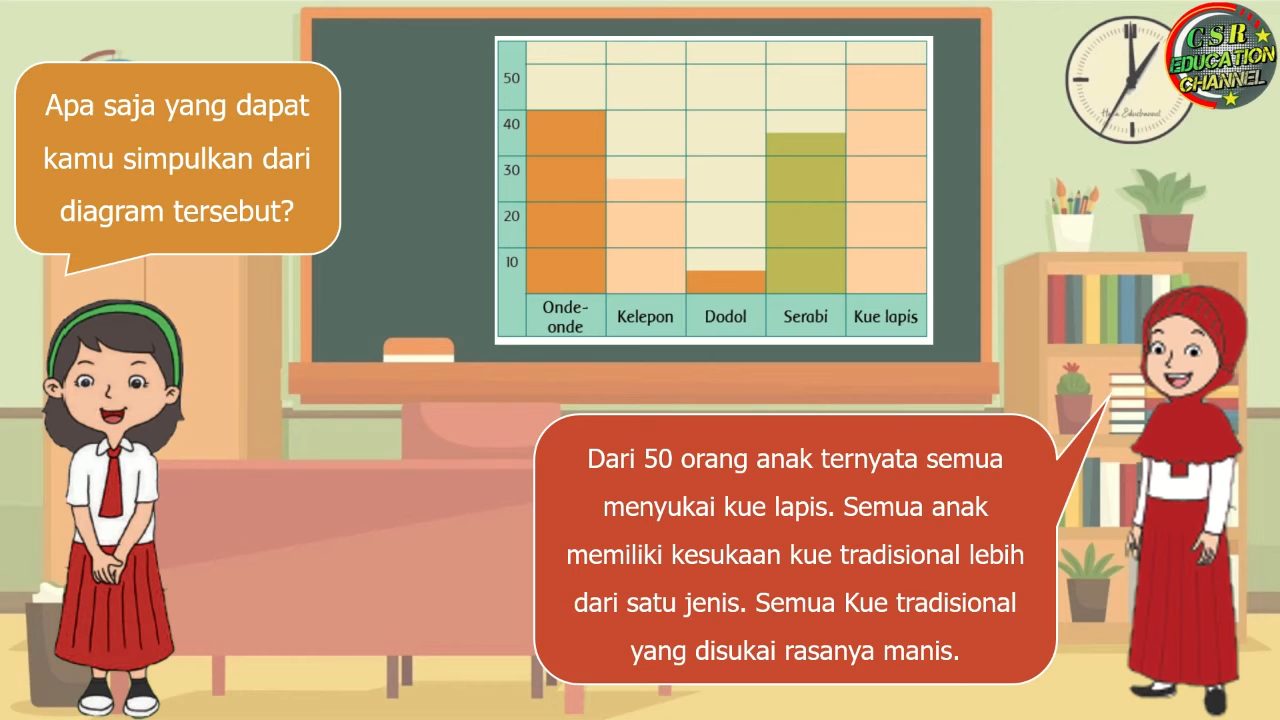 Apa saja yang dapat
kamu simpulkan dari
diagram tersebut?
50
40
30
20
10
Onde-
onde
Kelepon
Dodol
Serabi
Kue lapis
CSR
EDUCATION
CHANNEL
Dari 50 orang anak ternyata semua
menyukai kue lapis. Semua anak
memiliki kesukaan kue tradisional lebih
dari satu jenis. Semua Kue tradisional
yang disukai rasanya manis.